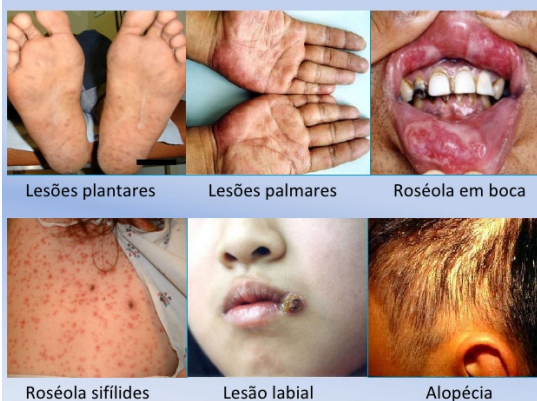 Lesões plantares
Lesões palmares
Roséola em boca
Roséola sifílides
Lesão labial
Alopécia